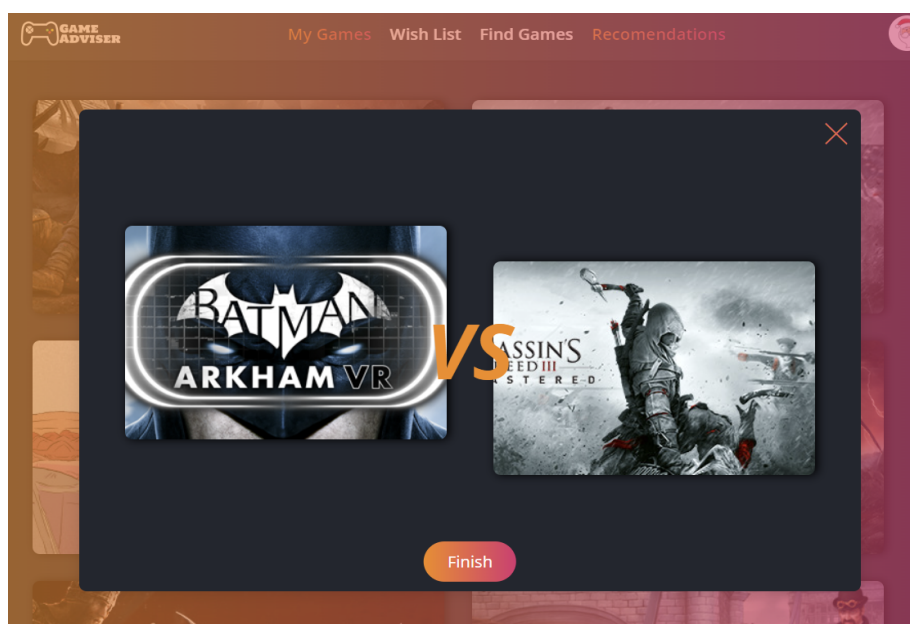 GAME
ADVISER
My Games Wish List Find Games Recomendations
BATMAN
ARKHAM VR
VS
ASSIN'S
EED III
ASTERED
Finish